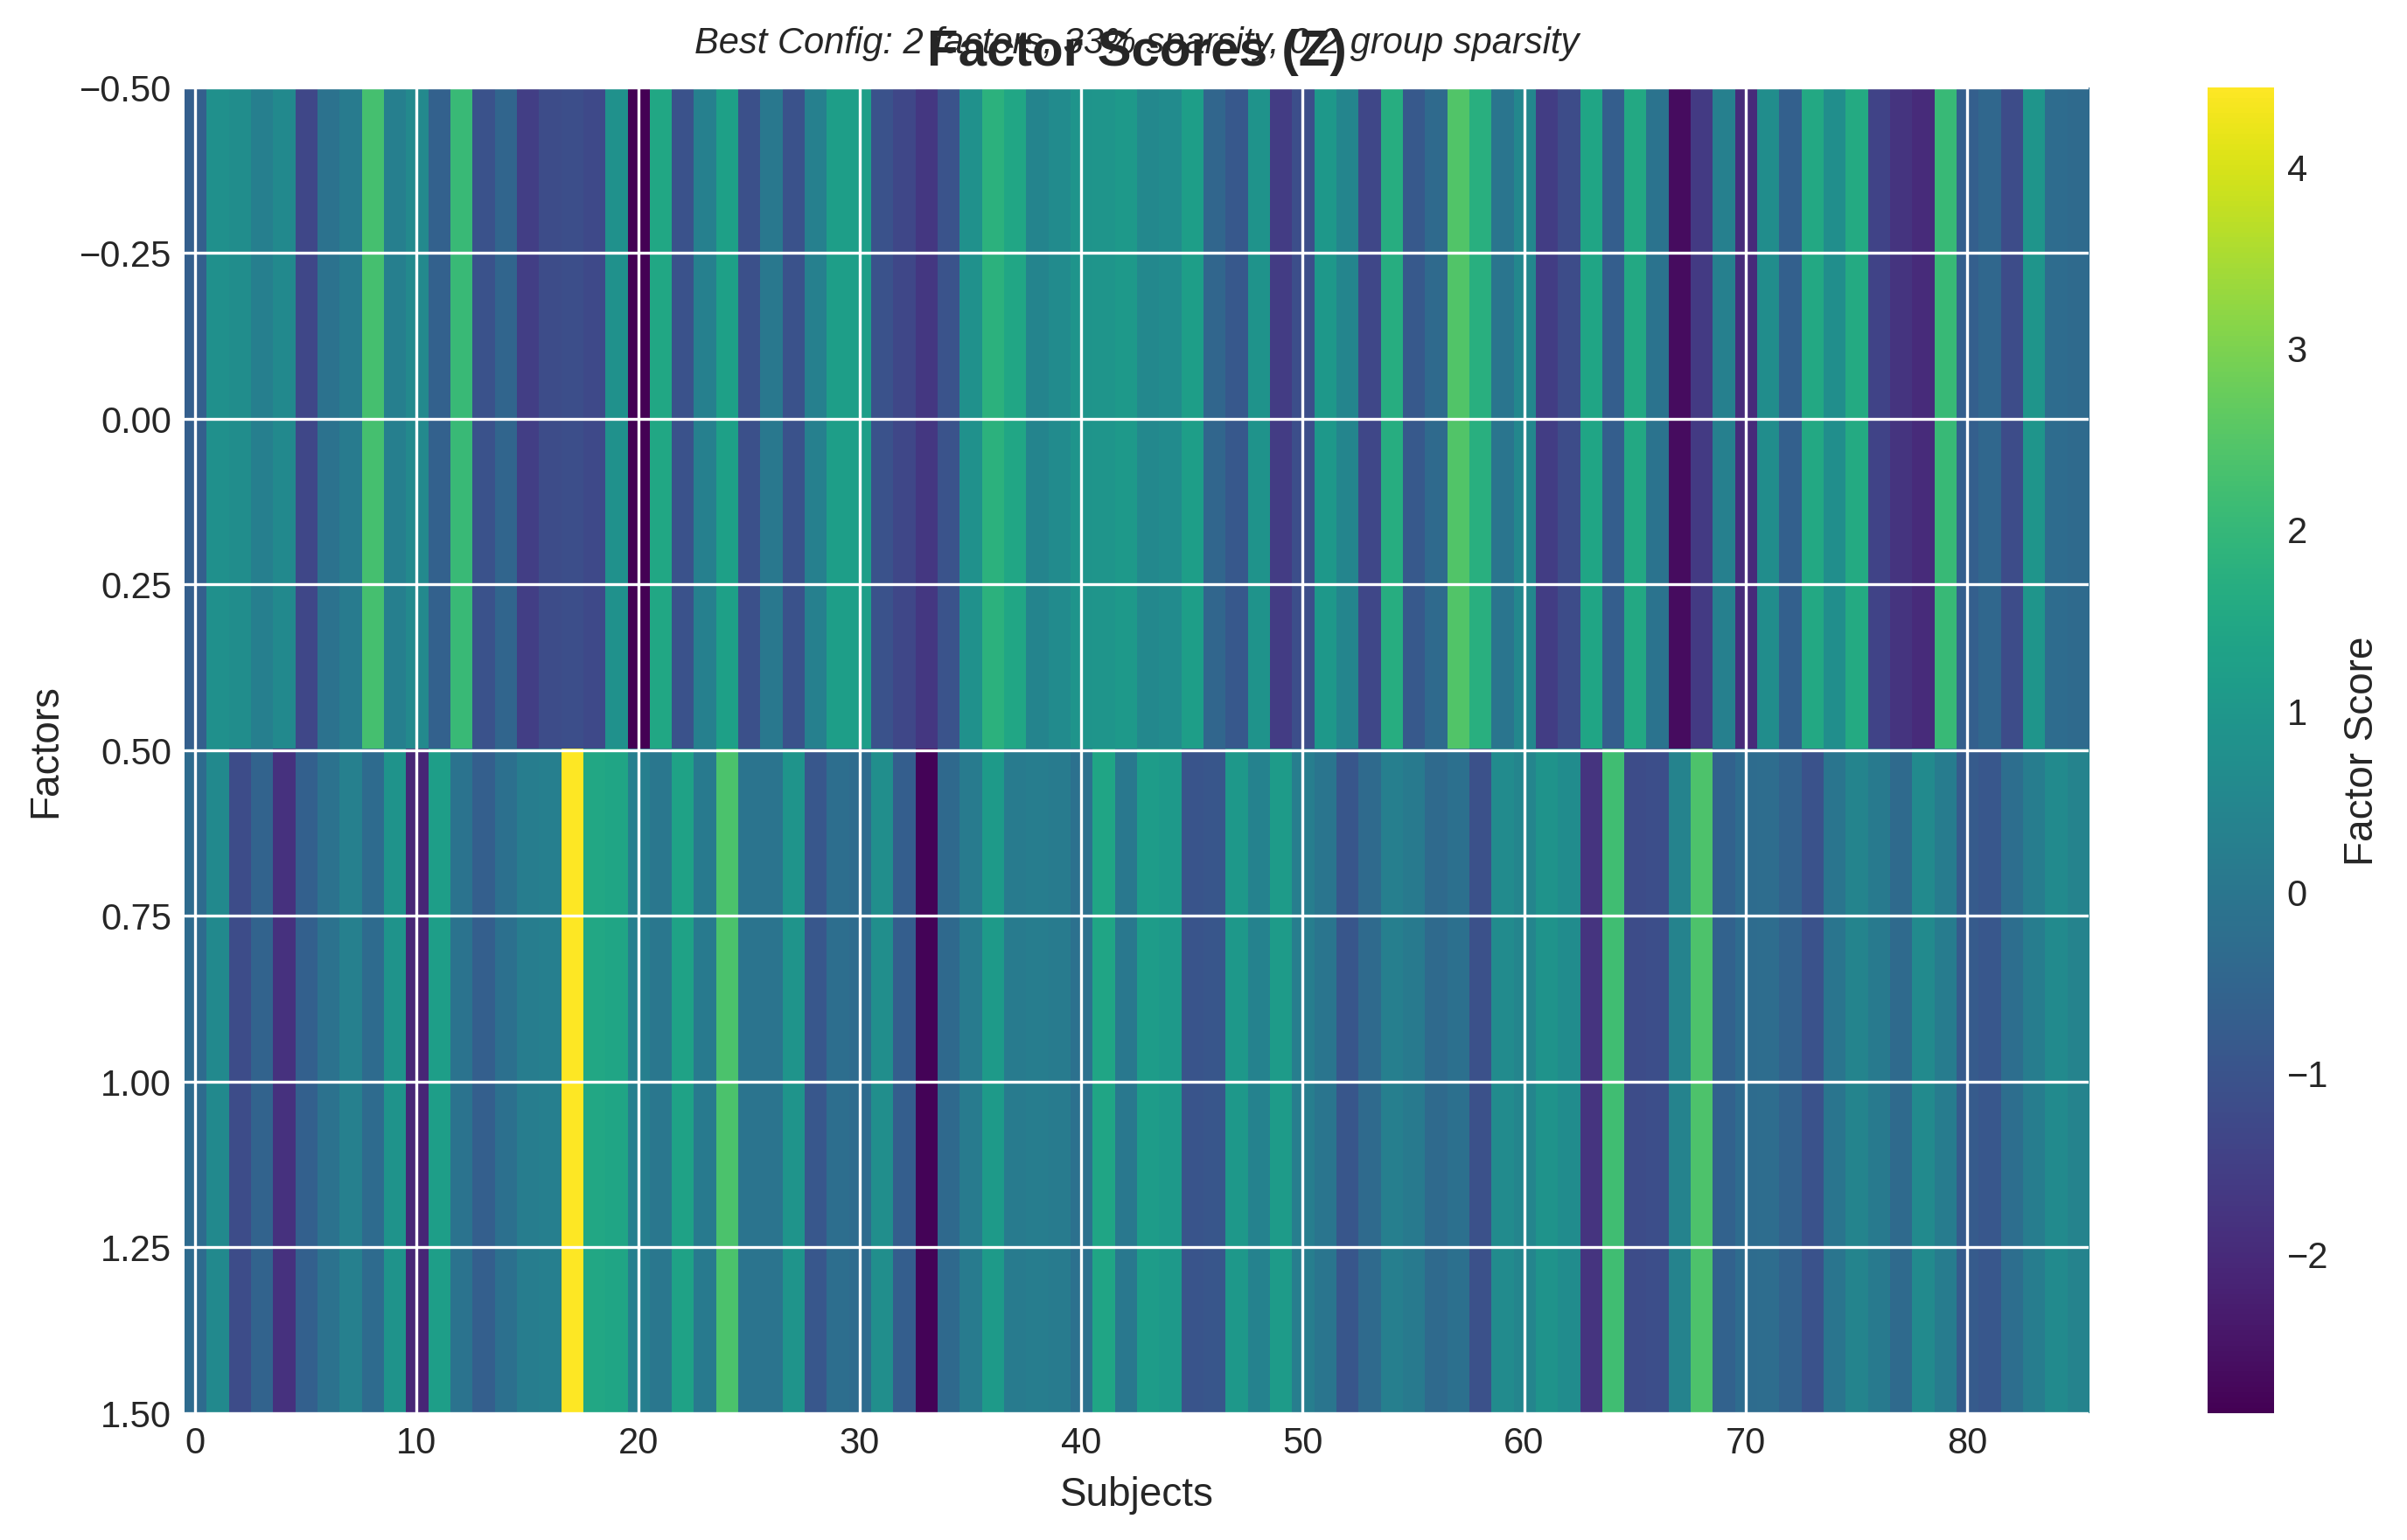 Best Config: 2 factors, 33% sparsity, 0.2 group sparsity
Factor Scores (Z)
−0.50
−0.25
0.00
0.25
0.50
0.75
1.00
1.25
1.50
Factors
0 10 20 30 40 50 60 70 80
Subjects
4
3
2
1
0
−1
−2
Factor Score